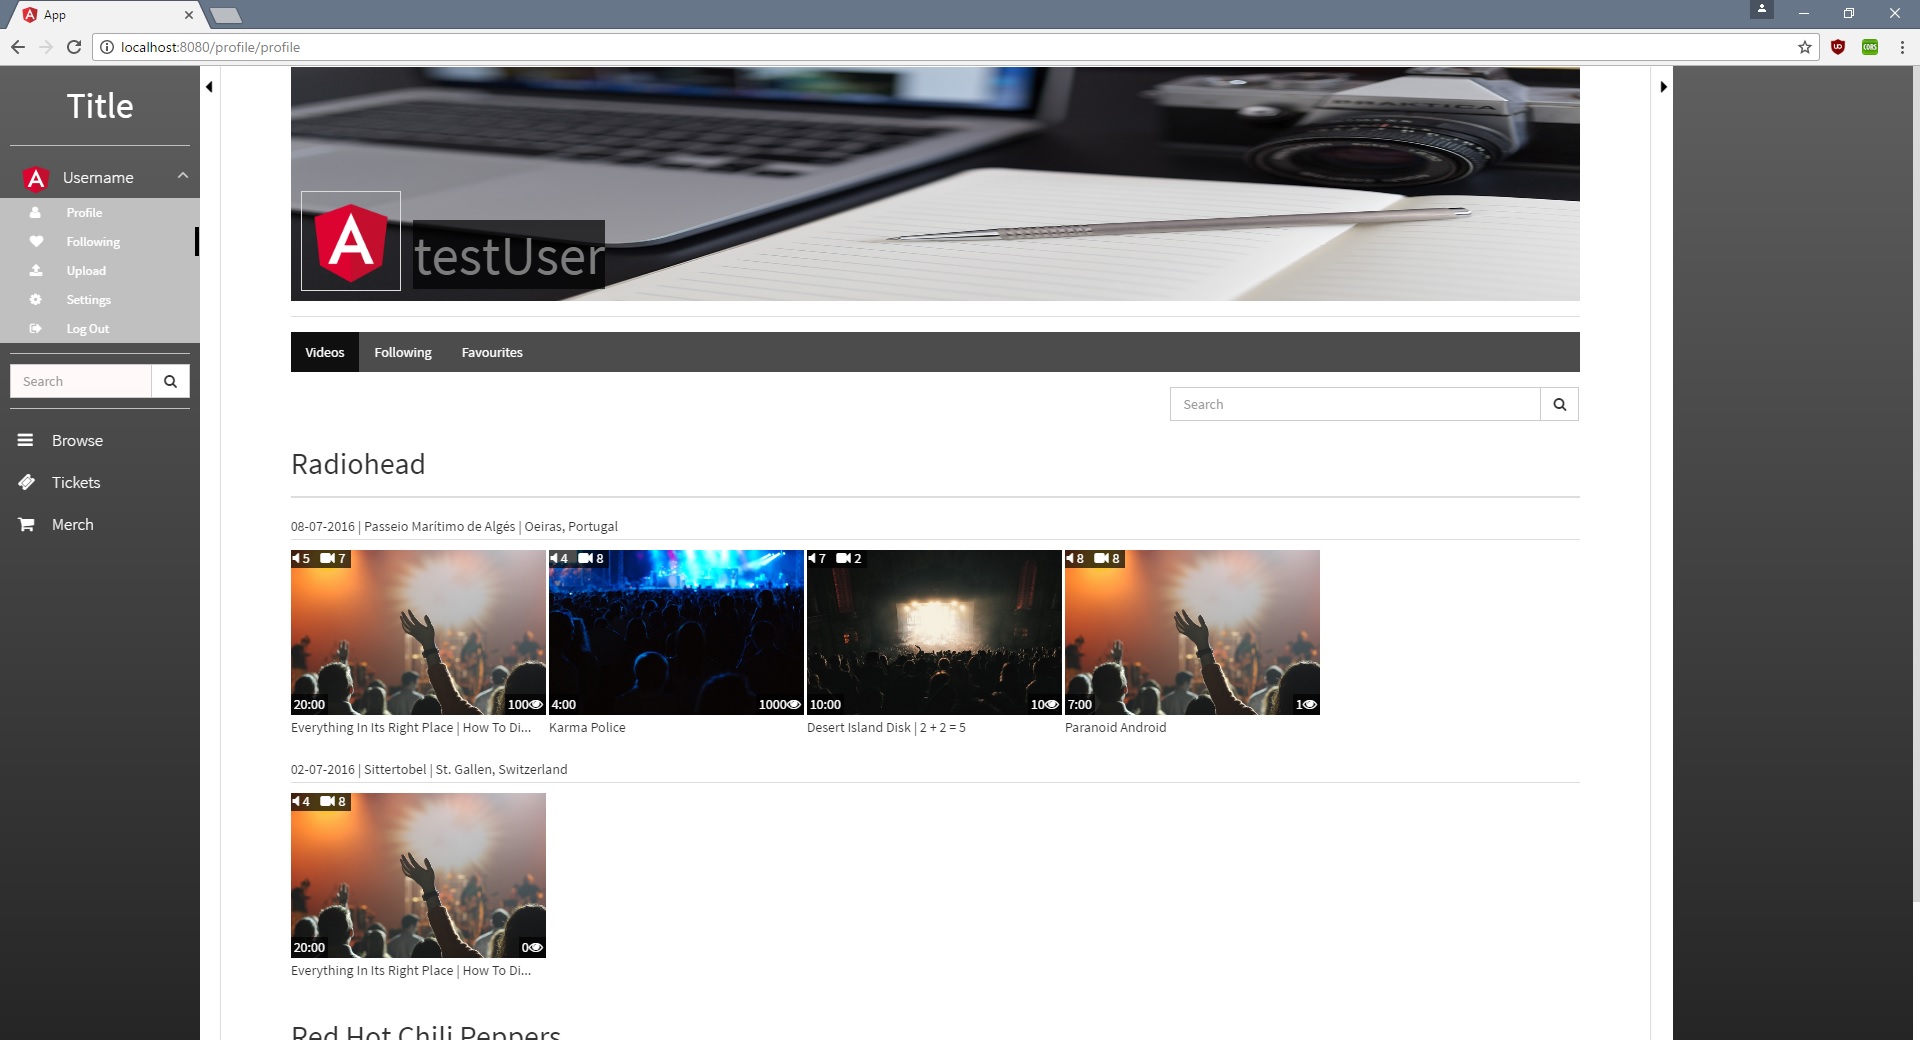 App
localhost:8080/profile/profile
Title
Username
Profile
Following
Upload
Settings
Log Out
Search
Browse
Tickets
Merch
PRAKTICA
testUser
Videos Following Favourites
Search
Radiohead
08-07-2016 | Passeio Marítimo de Algés | Oeiras, Portugal
5 7
20:00 100
Everything In Its Right Place | How To Di...
4 8
4:00 1000
Karma Police
7 2
10:00 10
Desert Island Disk | 2 + 2 = 5
8 8
7:00 1
Paranoid Android
02-07-2016 | Sittertobel | St. Gallen, Switzerland
4 8
20:00 0
Everything In Its Right Place | How To Di...
Red Hot Chili Peppers